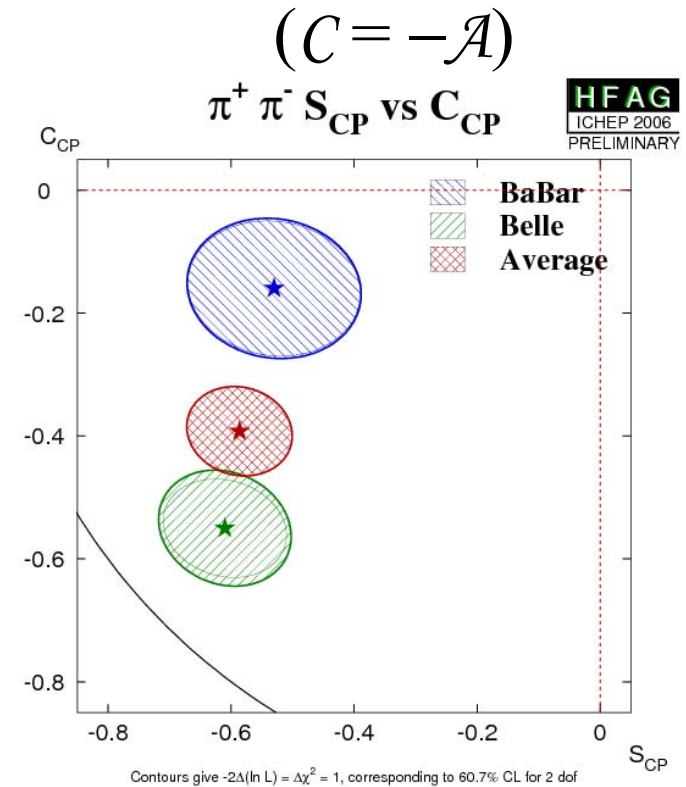 (C = −A)
π⁺ π⁻ S_CP vs C_CP
HFAG
ICHEP 2006
PRELIMINARY
C_CP
BaBar
Belle
Average
0
-0.2
-0.4
-0.6
-0.8
-0.8 -0.6 -0.4 -0.2 0
S_CP
Contours give -2Δ(ln L) = Δχ² = 1, corresponding to 60.7% CL for 2 dof